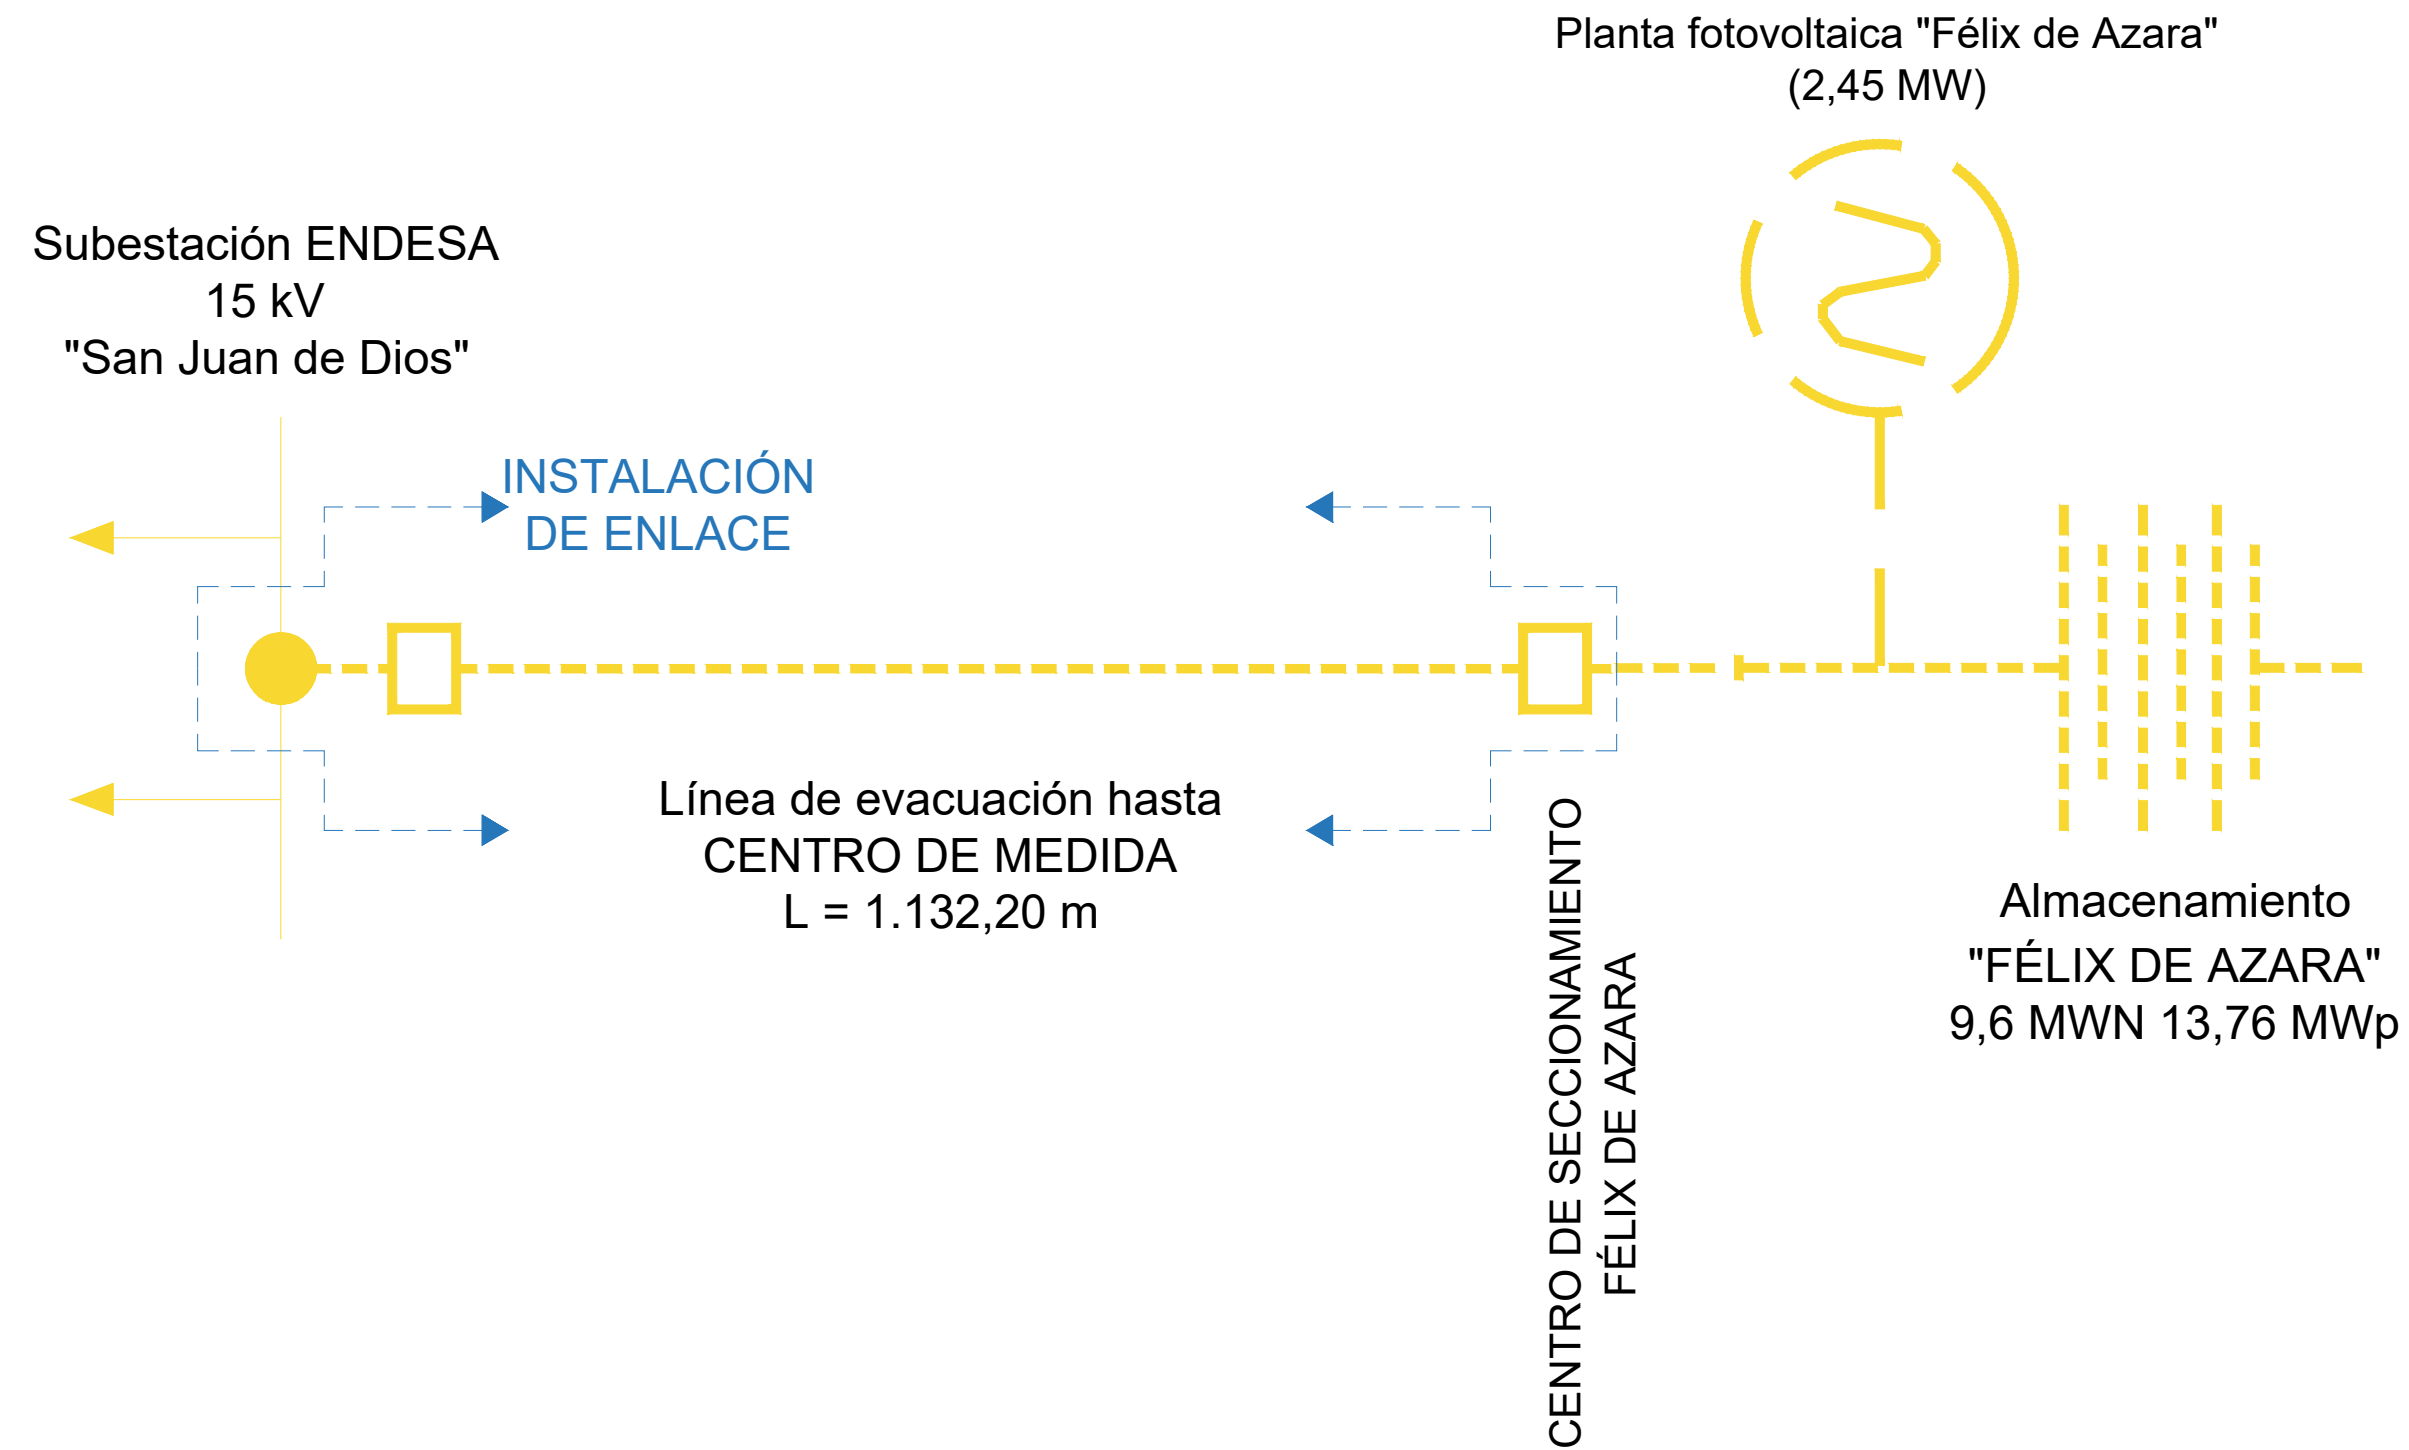 Planta fotovoltaica "Félix de Azara"
(2,45 MW)
Subestación ENDESA
15 kV
"San Juan de Dios"
INSTALACIÓN
DE ENLACE
Línea de evacuación hasta
CENTRO DE MEDIDA
L = 1.132,20 m
CENTRO DE SECCIONAMIENTO
FÉLIX DE AZARA
Almacenamiento
"FÉLIX DE AZARA"
9,6 MWN 13,76 MWp